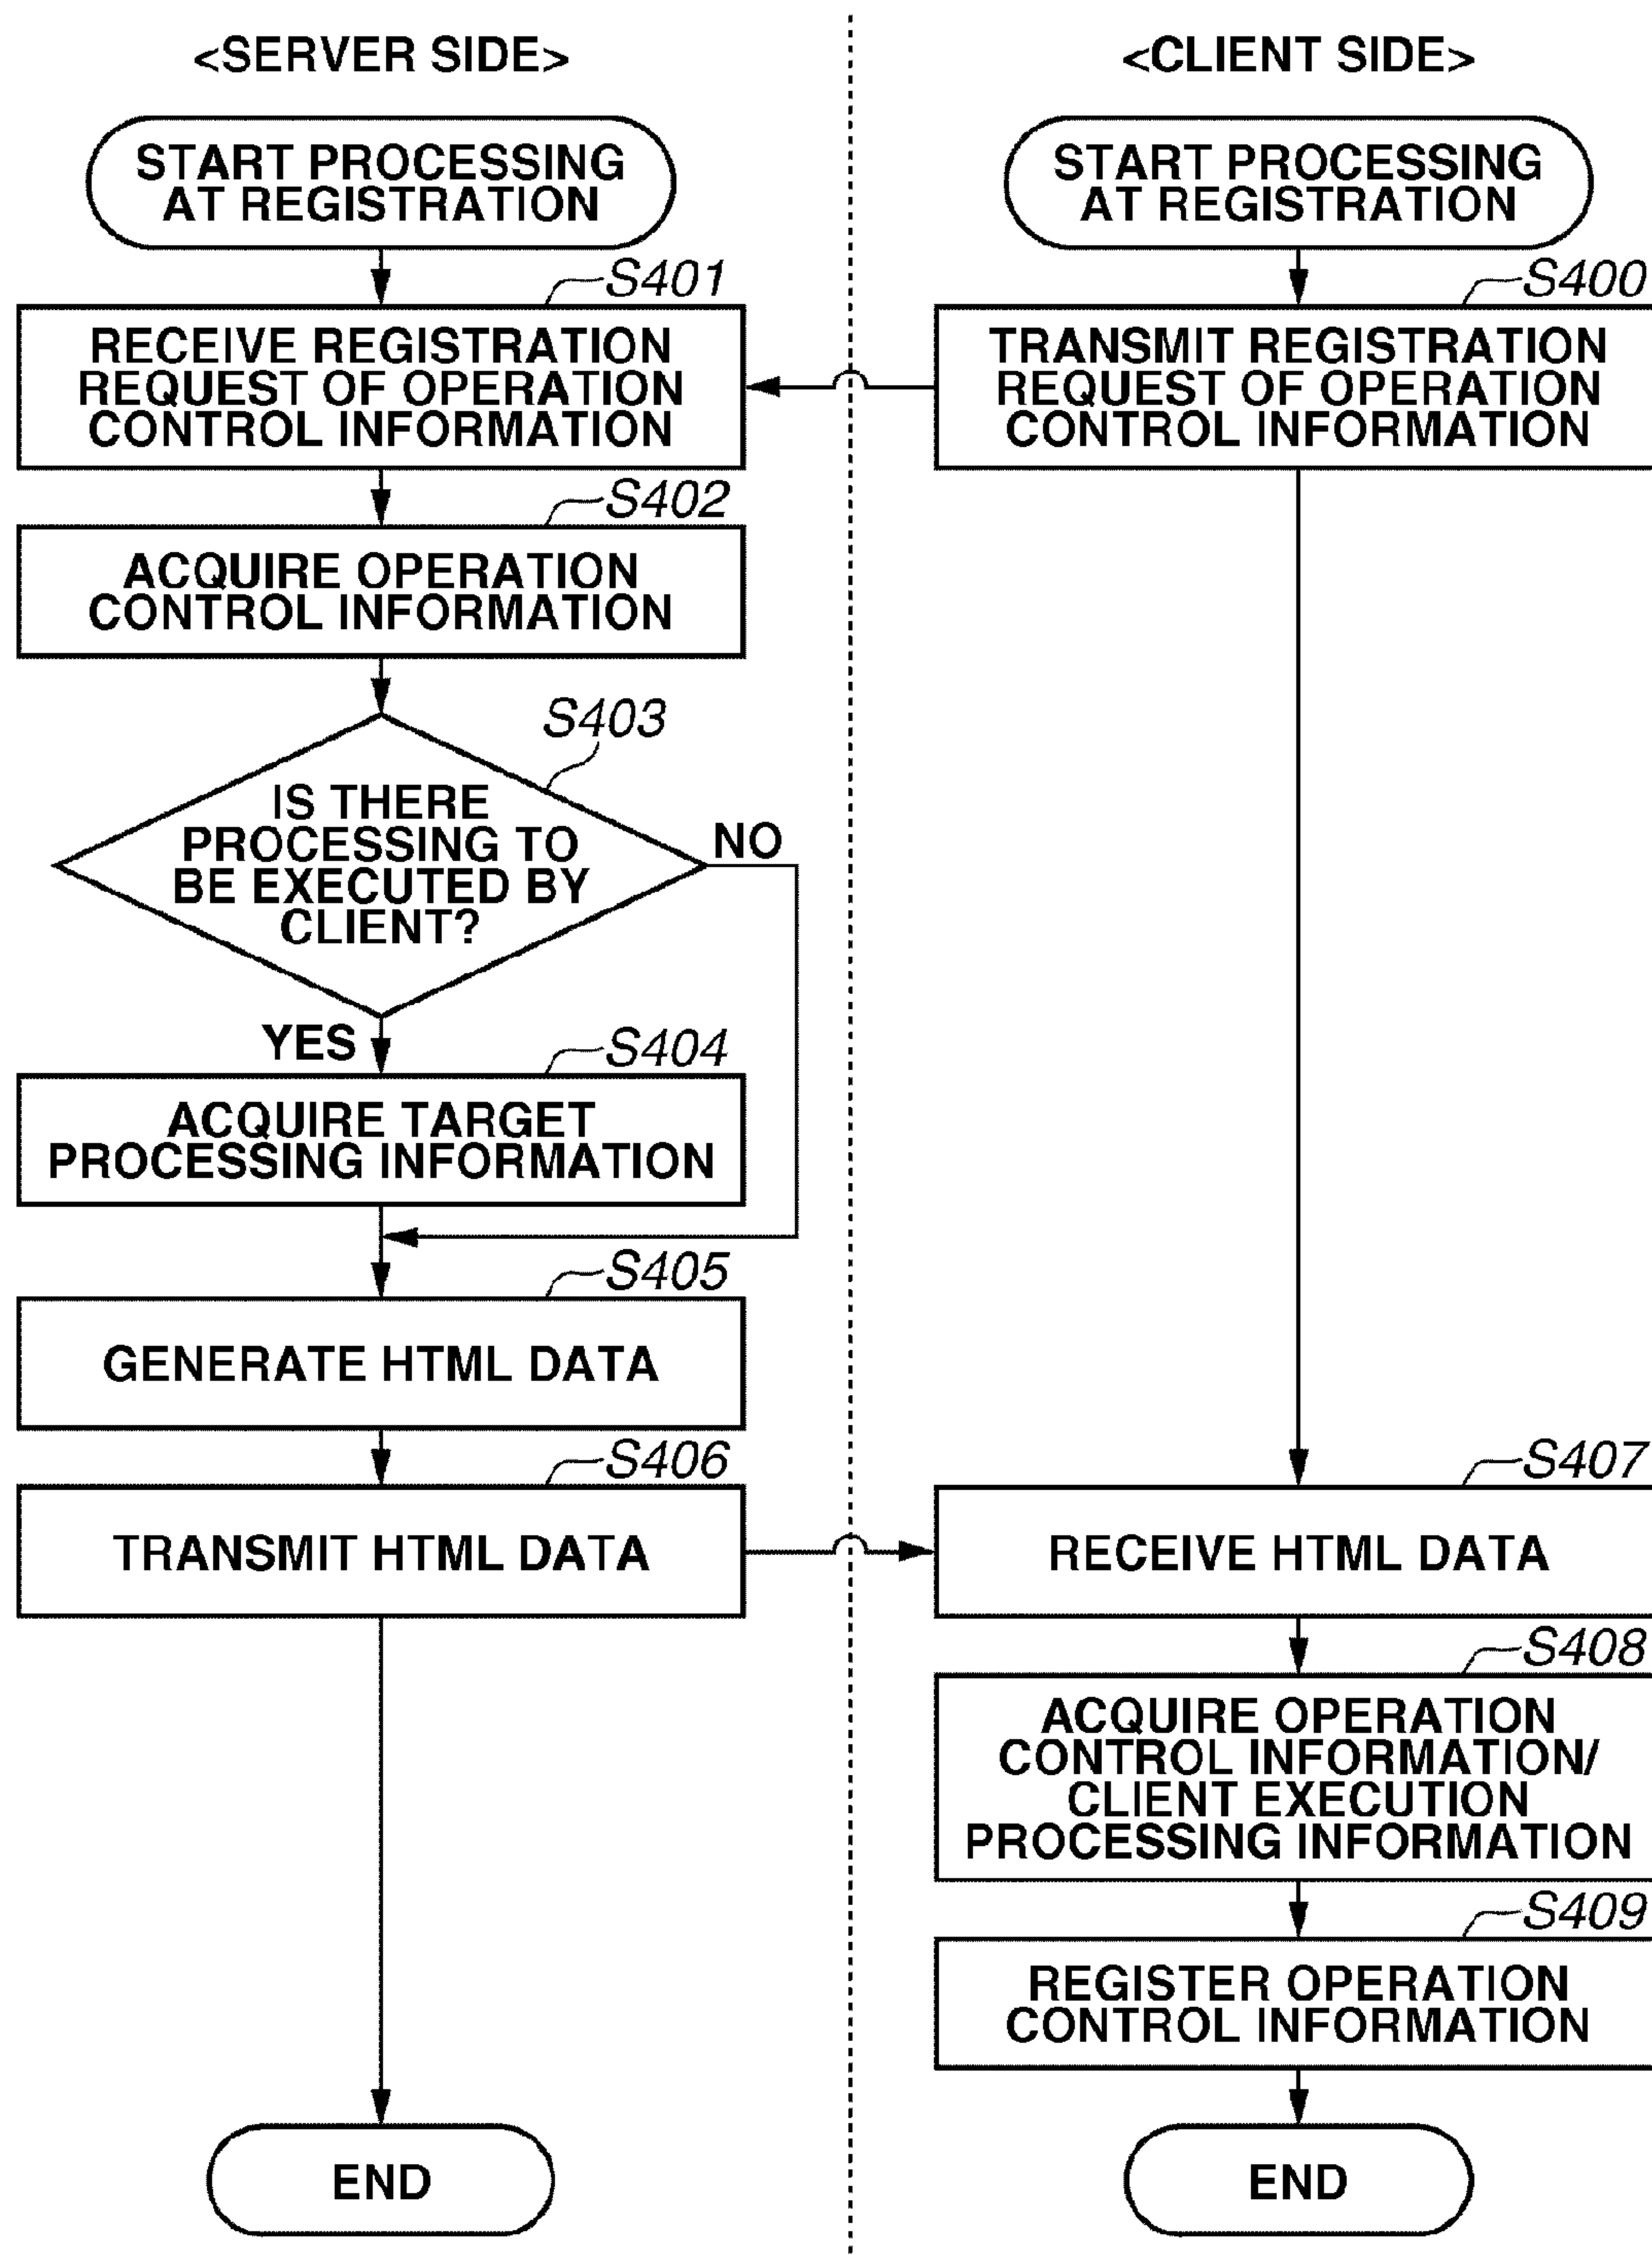 <SERVER SIDE>
START PROCESSING
AT REGISTRATION
S401
RECEIVE REGISTRATION
REQUEST OF OPERATION
CONTROL INFORMATION
S402
ACQUIRE OPERATION
CONTROL INFORMATION
S403
IS THERE
PROCESSING TO
BE EXECUTED BY
CLIENT?
NO
YES
S404
ACQUIRE TARGET
PROCESSING INFORMATION
S405
GENERATE HTML DATA
S406
TRANSMIT HTML DATA
END
<CLIENT SIDE>
START PROCESSING
AT REGISTRATION
S400
TRANSMIT REGISTRATION
REQUEST OF OPERATION
CONTROL INFORMATION
S407
RECEIVE HTML DATA
S408
ACQUIRE OPERATION
CONTROL INFORMATION/
CLIENT EXECUTION
PROCESSING INFORMATION
S409
REGISTER OPERATION
CONTROL INFORMATION
END